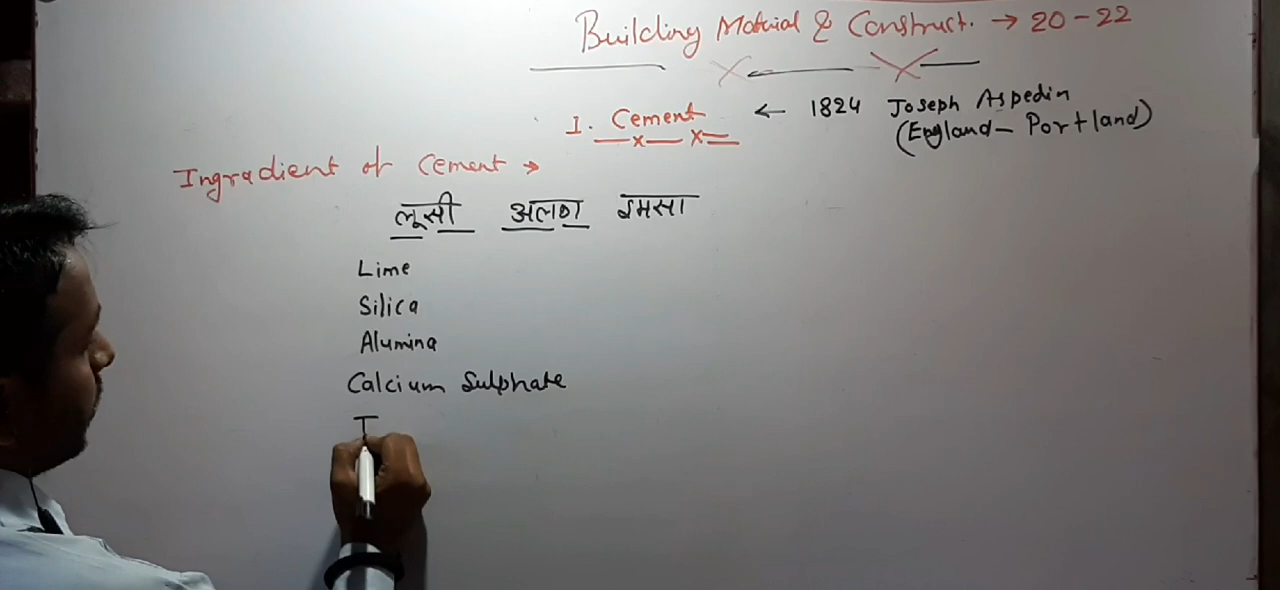 Building Material & Construct. → 20-22
1. Cement ← 1824 Joseph Aspedin
(England - Portland)
Ingradient of Cement →
लूसी अलका इमसा
Lime
Silica
Alumina
Calcium Sulphate
I